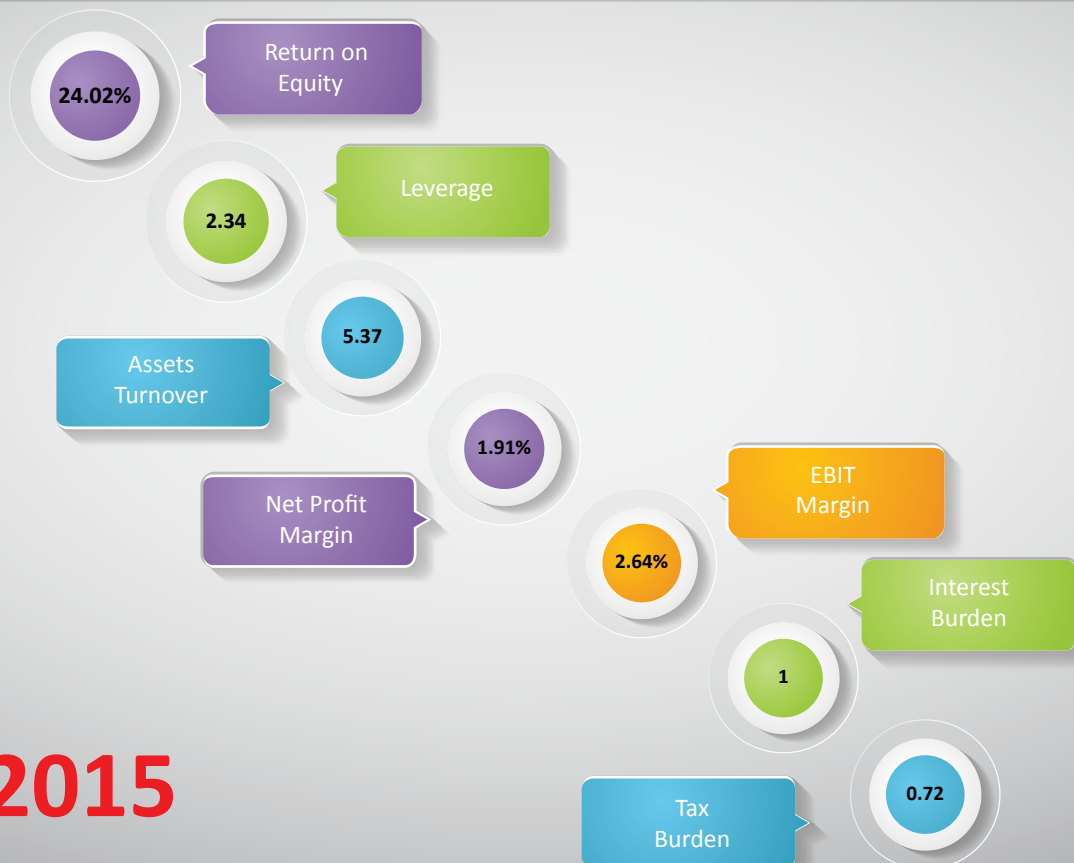 24.02%
Return on
Equity
2.34
Leverage
5.37
Assets
Turnover
1.91%
Net Profit
Margin
2.64%
EBIT
Margin
1
Interest
Burden
0.72
Tax
Burden
2015